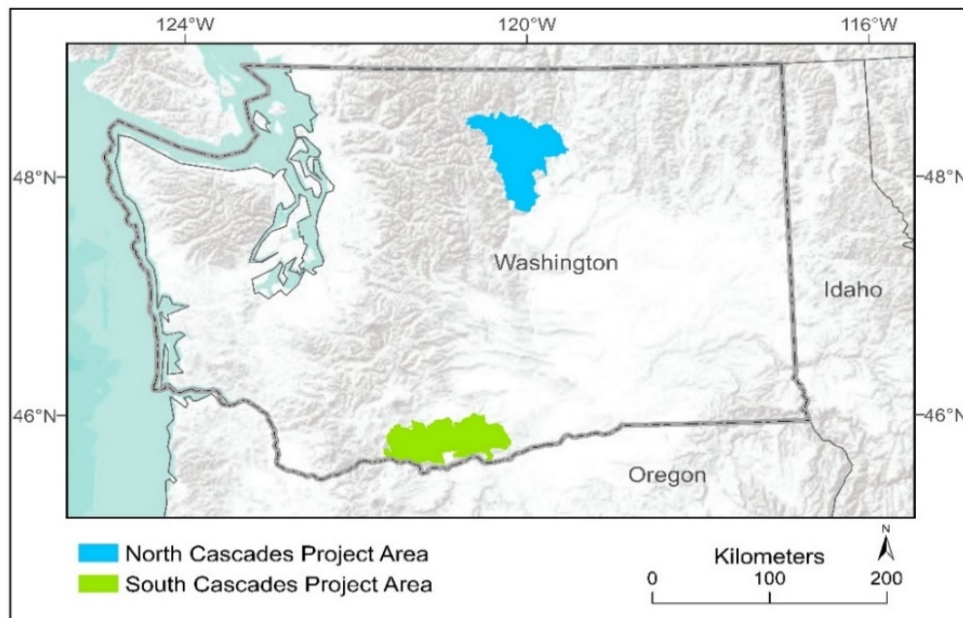 124°W 120°W 116°W
48°N 48°N
Washington
Idaho
46°N 46°N
Oregon
North Cascades Project Area
South Cascades Project Area
Kilometers
N
0 100 200